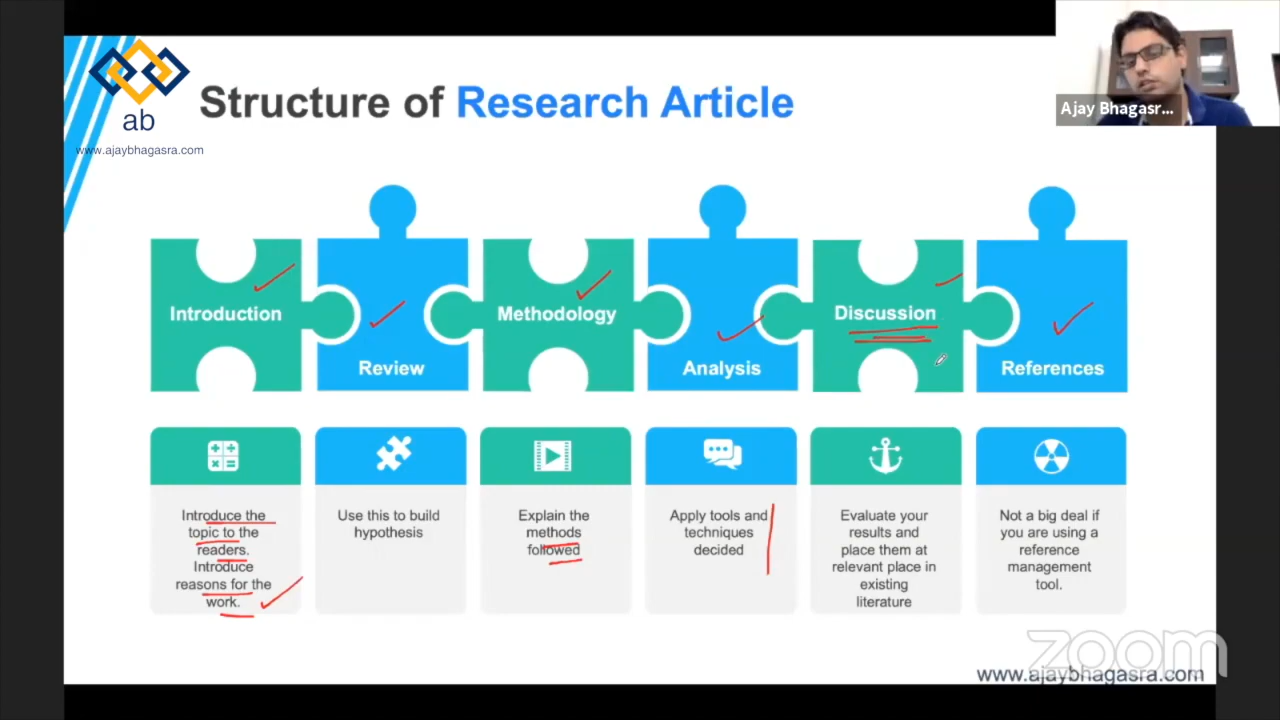 Ajay Bhagasr...
ab
www.ajaybhagasra.com
Structure of Research Article
Introduction
Review
Methodology
Analysis
Discussion
References
Introduce the
topic to the
readers.
Introduce
reasons for the
work.
Use this to build
hypothesis
Explain the
methods
followed
Apply tools and
techniques
decided
Evaluate your
results and
place them at
relevant place in
existing
literature
Not a big deal if
you are using a
reference
management
tool.
zoom
www.ajaybhagasra.com